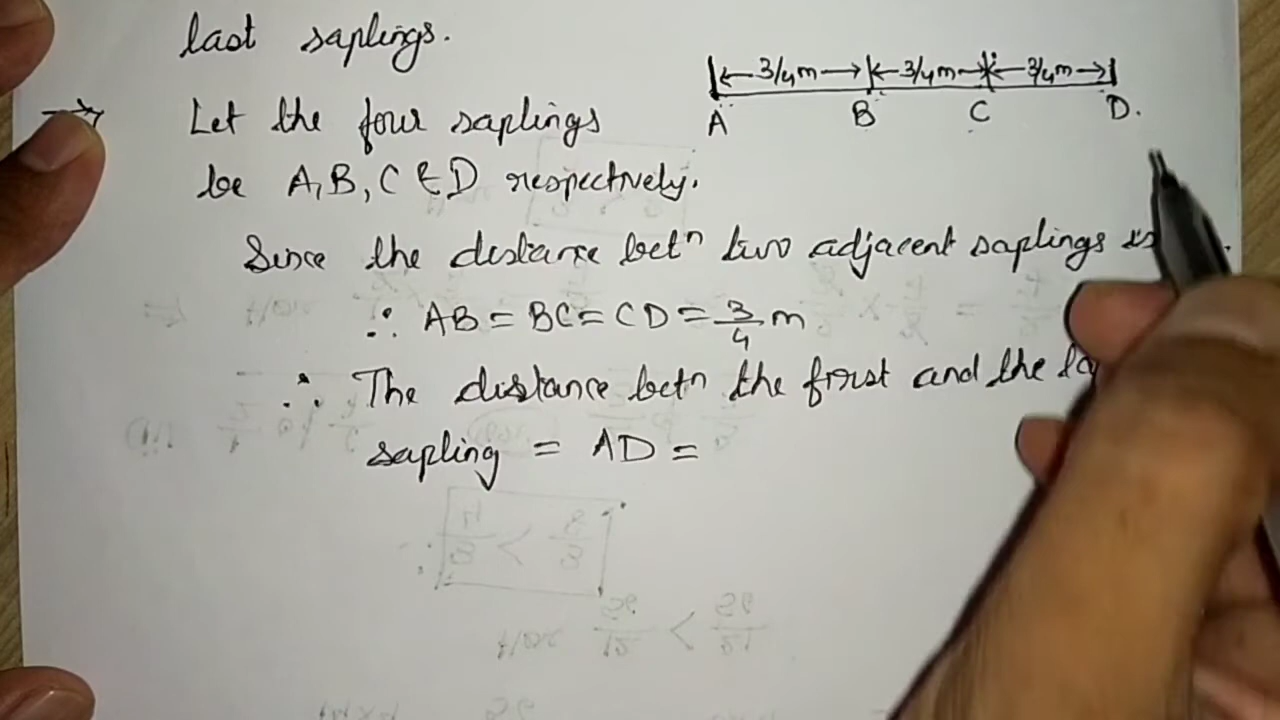 last saplings.
3/4m 3/4m 3/4m
A B C D.
Let the four saplings
be A, B, C & D respectively.
Since the distance betn two adjacent saplings is
∴ AB = BC = CD = 3/4 m
∴ The distance betn the first and the
sapling = AD =